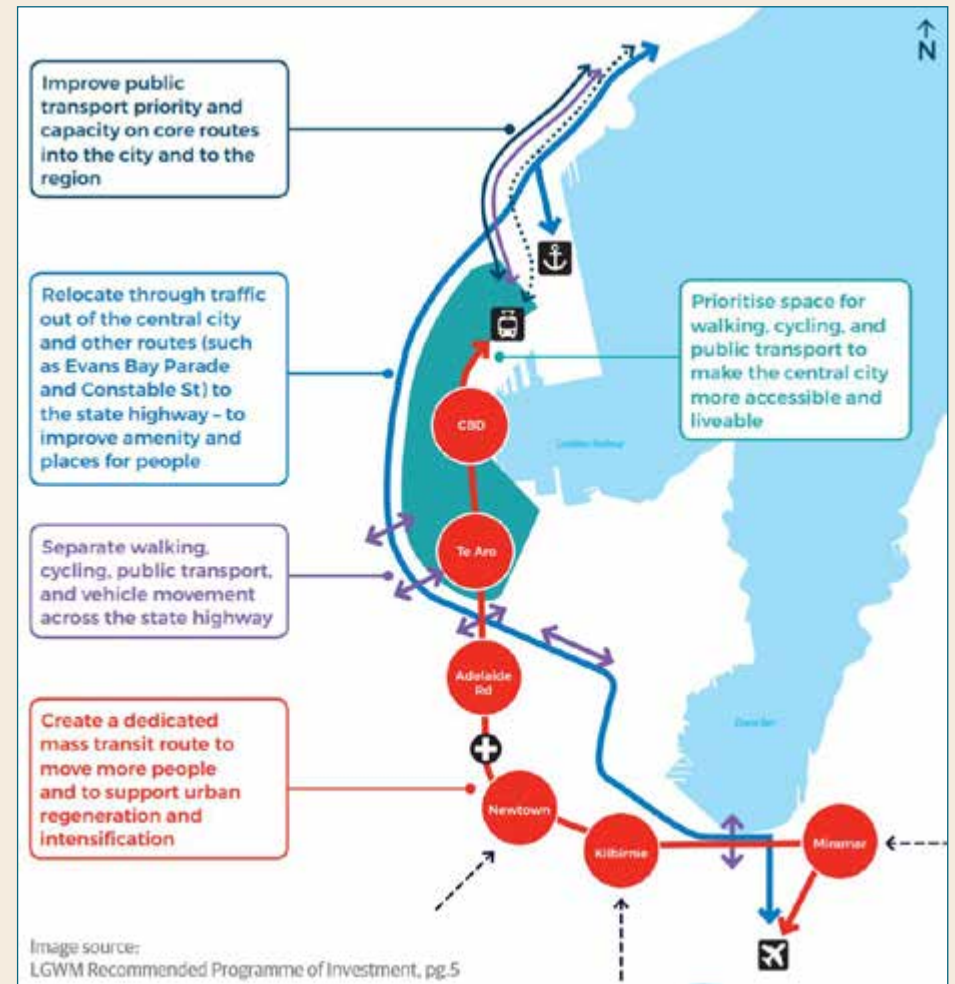 N
Improve public
transport priority and
capacity on core routes
into the city and to the
region
Relocate through traffic
out of the central city
and other routes (such
as Evans Bay Parade
and Constable St) to
the state highway – to
improve amenity and
places for people
Prioritise space for
walking, cycling, and
public transport to
make the central city
more accessible and
liveable
CBD
Te Aro
Separate walking,
cycling, public transport,
and vehicle movement
across the state highway
Adelaide
Rd
Create a dedicated
mass transit route to
move more people
and to support urban
regeneration and
intensification
Newtown
Kilbirnie
Miramar
Image source:
LGWM Recommended Programme of Investment, pg.5